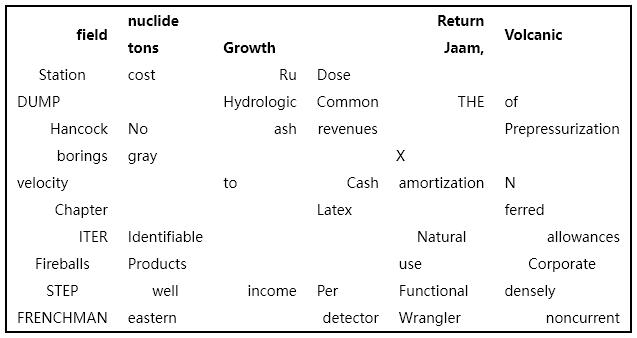 field nuclide tons Growth Return Jaam, Volcanic
Station cost Ru Dose
DUMP Hydrologic Common THE of
Hancock No ash revenues Prepressurization
borings gray X
velocity to Cash amortization N
Chapter Latex ferred
ITER Identifiable Natural allowances
Fireballs Products use Corporate
STEP well income Per Functional densely
FRENCHMAN eastern detector Wrangler noncurrent